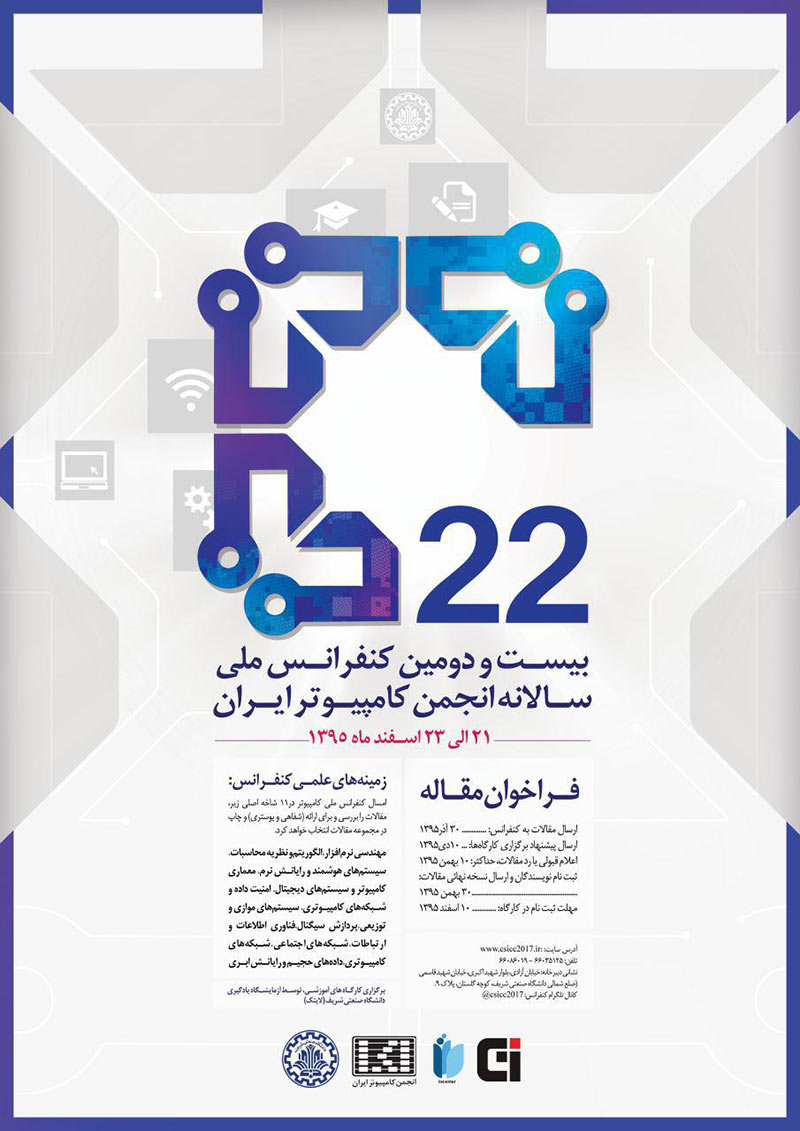 22
بیست و دومین کنفرانس ملی
سالانه انجمن کامپیوتر ایران
۲۱ الی ۲۳ اسفند ماه ۱۳۹۵
فراخوان مقاله
ارسال مقالات به کنفرانس: ........... ۳۰ آذر ۱۳۹۵
ارسال پیشنهاد برگزاری کارگاه‌ها: ... ۱۰ دی ۱۳۹۵
اعلام قبولی یا رد مقالات، حداکثر: ۱۰ بهمن ۱۳۹۵
ثبت نام نویسندگان و ارسال نسخه نهائی مقالات:
........................................ ۳۰ بهمن ۱۳۹۵
مهلت ثبت نام در کارگاه: ........... ۱۰ اسفند ۱۳۹۵
آدرس سایت: www.csicc2017.ir
تلفن: ۶۶۰۳۵۱۲۵ - ۶۶۰۸۶۰۱۹
نشانی دبیرخانه: خیابان آزادی، بلوار شهید اکبری، خیابان شهید قاسمی
(ضلع شمالی دانشگاه صنعتی شریف، کوچه گلستان، پلاک ۹.
کانال تلگرام کنفرانس: @csicc2017
زمینه‌های علمی کنفرانس:
امسال کنفرانس ملی کامپیوتر در ۱۱ شاخه اصلی زیر،
مقالات را بررسی و برای ارائه (شفاهی و پوستری) و چاپ
در مجموعه مقالات انتخاب خواهد کرد.
مهندسی نرم‌افزار، الگوریتم و نظریه محاسبات،
سیستم‌های هوشمند و رایانش نرم، معماری
کامپیوتر و سیستم‌های دیجیتال، امنیت داده و
شبکه‌های کامپیوتری، سیستم‌های موازی و
توزیعی، پردازش سیگنال، فناوری اطلاعات و
ارتباطات، شبکه‌های اجتماعی، شبکه‌های
کامپیوتری، داده‌های حجیم و رایانش ابری
برگزاری کارگاه های آموزشی، توسط آزمایشگاه یادگیری
دانشگاه صنعتی شریف (لایتک)
انجمن کامپیوتر ایران